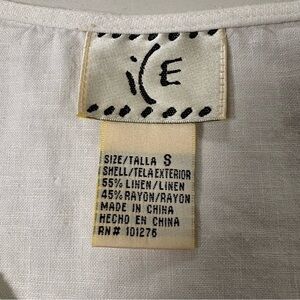 iCE
SIZE/TALLA S
SHELL/TELA EXTERIOR
55% LINEN/LINEN
45% RAYON/RAYON
MADE IN CHINA
HECHO EN CHINA
RN# 101276